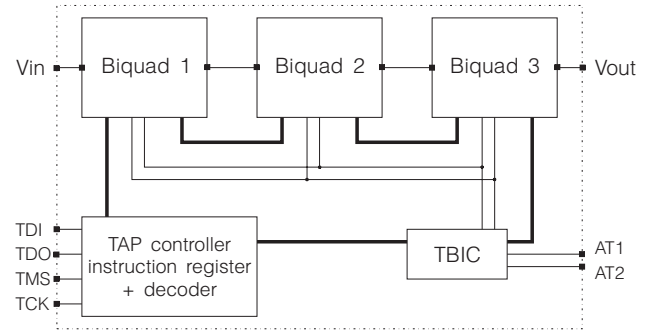 Vin
Biquad 1
Biquad 2
Biquad 3
Vout
TDI
TDO
TMS
TCK
TAP controller
instruction register
+ decoder
TBIC
AT1
AT2